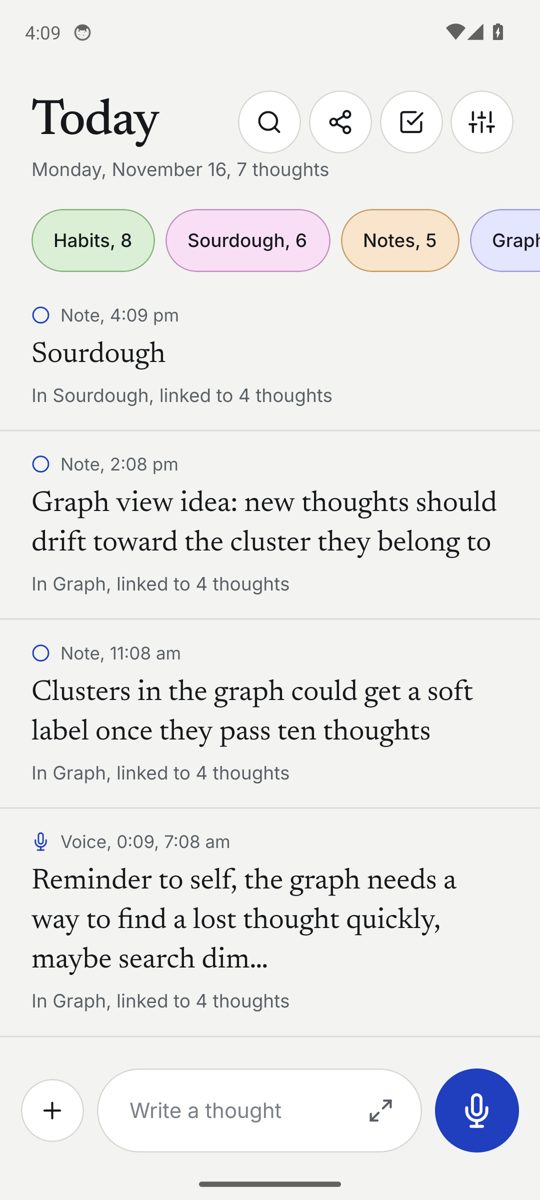 4:09
Today
Monday, November 16, 7 thoughts
Habits, 8
Sourdough, 6
Notes, 5
Graph
Note, 4:09 pm
Sourdough
In Sourdough, linked to 4 thoughts
Note, 2:08 pm
Graph view idea: new thoughts should
drift toward the cluster they belong to
In Graph, linked to 4 thoughts
Note, 11:08 am
Clusters in the graph could get a soft
label once they pass ten thoughts
In Graph, linked to 4 thoughts
Voice, 0:09, 7:08 am
Reminder to self, the graph needs a
way to find a lost thought quickly,
maybe search dim...
In Graph, linked to 4 thoughts
Write a thought